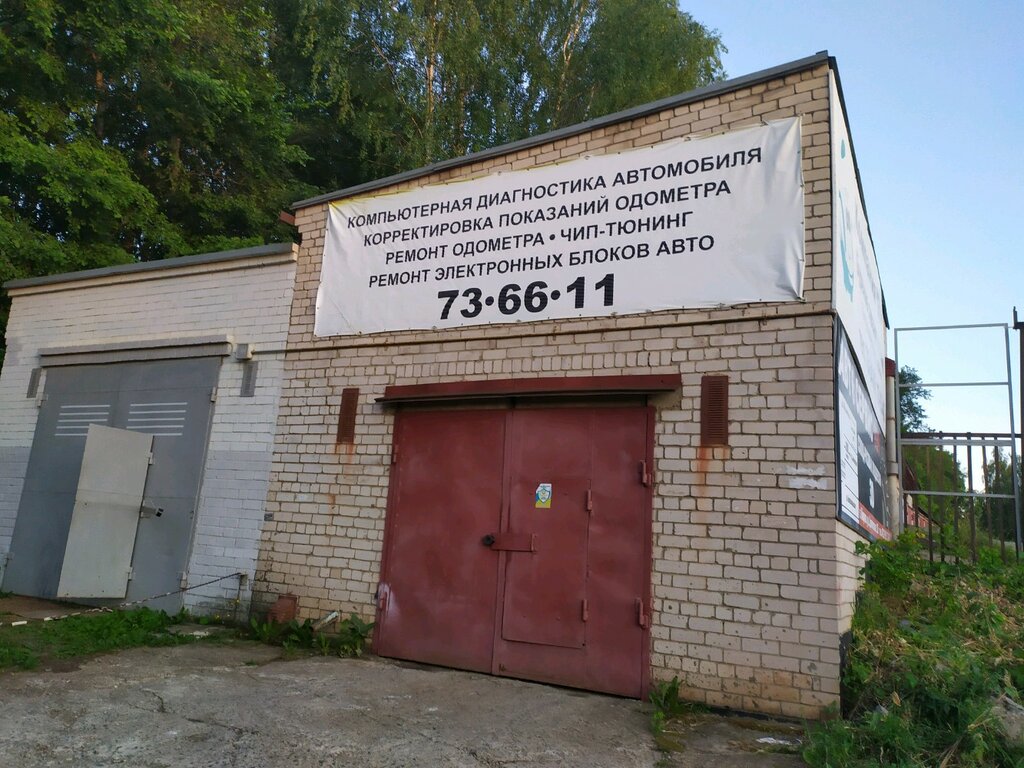 КОМПЬЮТЕРНАЯ ДИАГНОСТИКА АВТОМОБИЛЯ
КОРРЕКТИРОВКА ПОКАЗАНИЙ ОДОМЕТРА
РЕМОНТ ОДОМЕТРА • ЧИП-ТЮНИНГ
РЕМОНТ ЭЛЕКТРОННЫХ БЛОКОВ АВТО
73•66•11